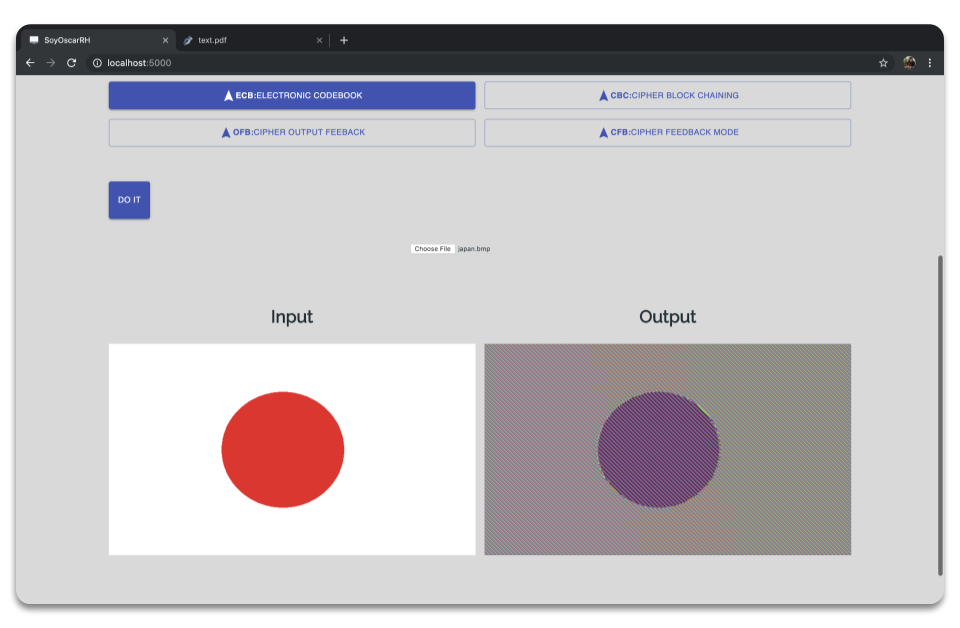 SoyOscarRH
text.pdf
localhost:5000
ECB:ELECTRONIC CODEBOOK
CBC:CIPHER BLOCK CHAINING
OFB:CIPHER OUTPUT FEEBACK
CFB:CIPHER FEEDBACK MODE
DO IT
Choose File japan.bmp
Input
Output